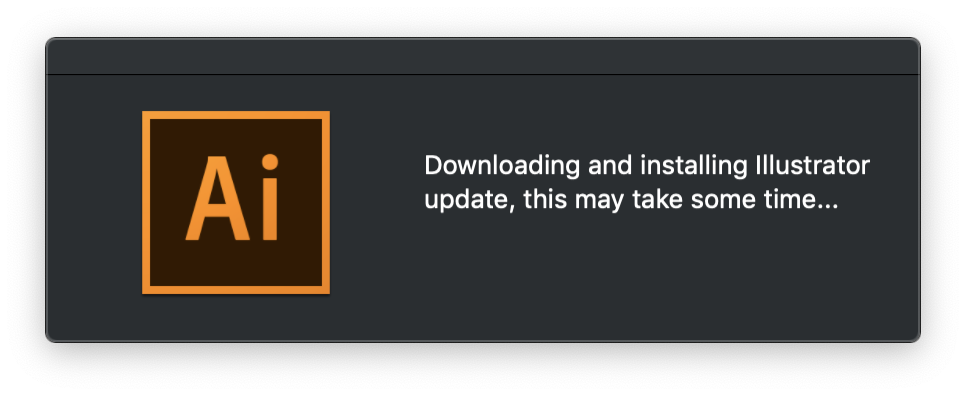 Ai
Downloading and installing Illustrator
update, this may take some time...